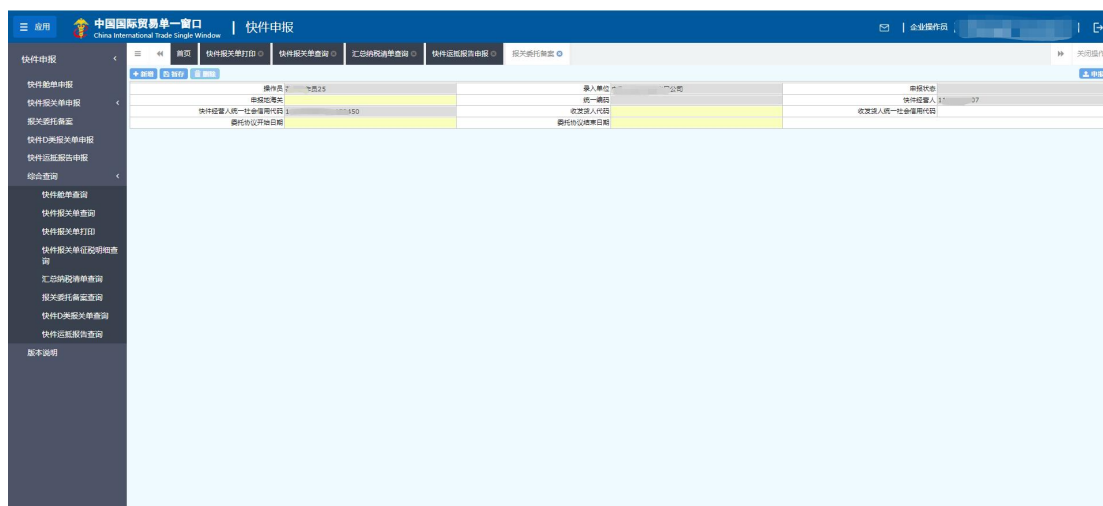 应用
中国国际贸易单一窗口
China International Trade Single Window
快件申报
企业操作员
快件申报
首页
快件报关单打印
快件报关单查询
汇总纳税清单查询
快件运抵报告申报
报关委托备案
关闭操作
新增
暂存
删除
申报
操作员
作员25
录入单位
公司
申报状态
申报地海关
统一编码
快件经营人
07
快件经营人统一社会信用代码
450
收发货人代码
收发货人统一社会信用代码
委托协议开始日期
委托协议结束日期
快件舱单申报
快件报关单申报
报关委托备案
快件D类报关单申报
快件运抵报告申报
综合查询
快件舱单查询
快件报关单查询
快件报关单打印
快件报关单征税明细查
询
汇总纳税清单查询
报关委托备案查询
快件D类报关单查询
快件运抵报告查询
版本说明